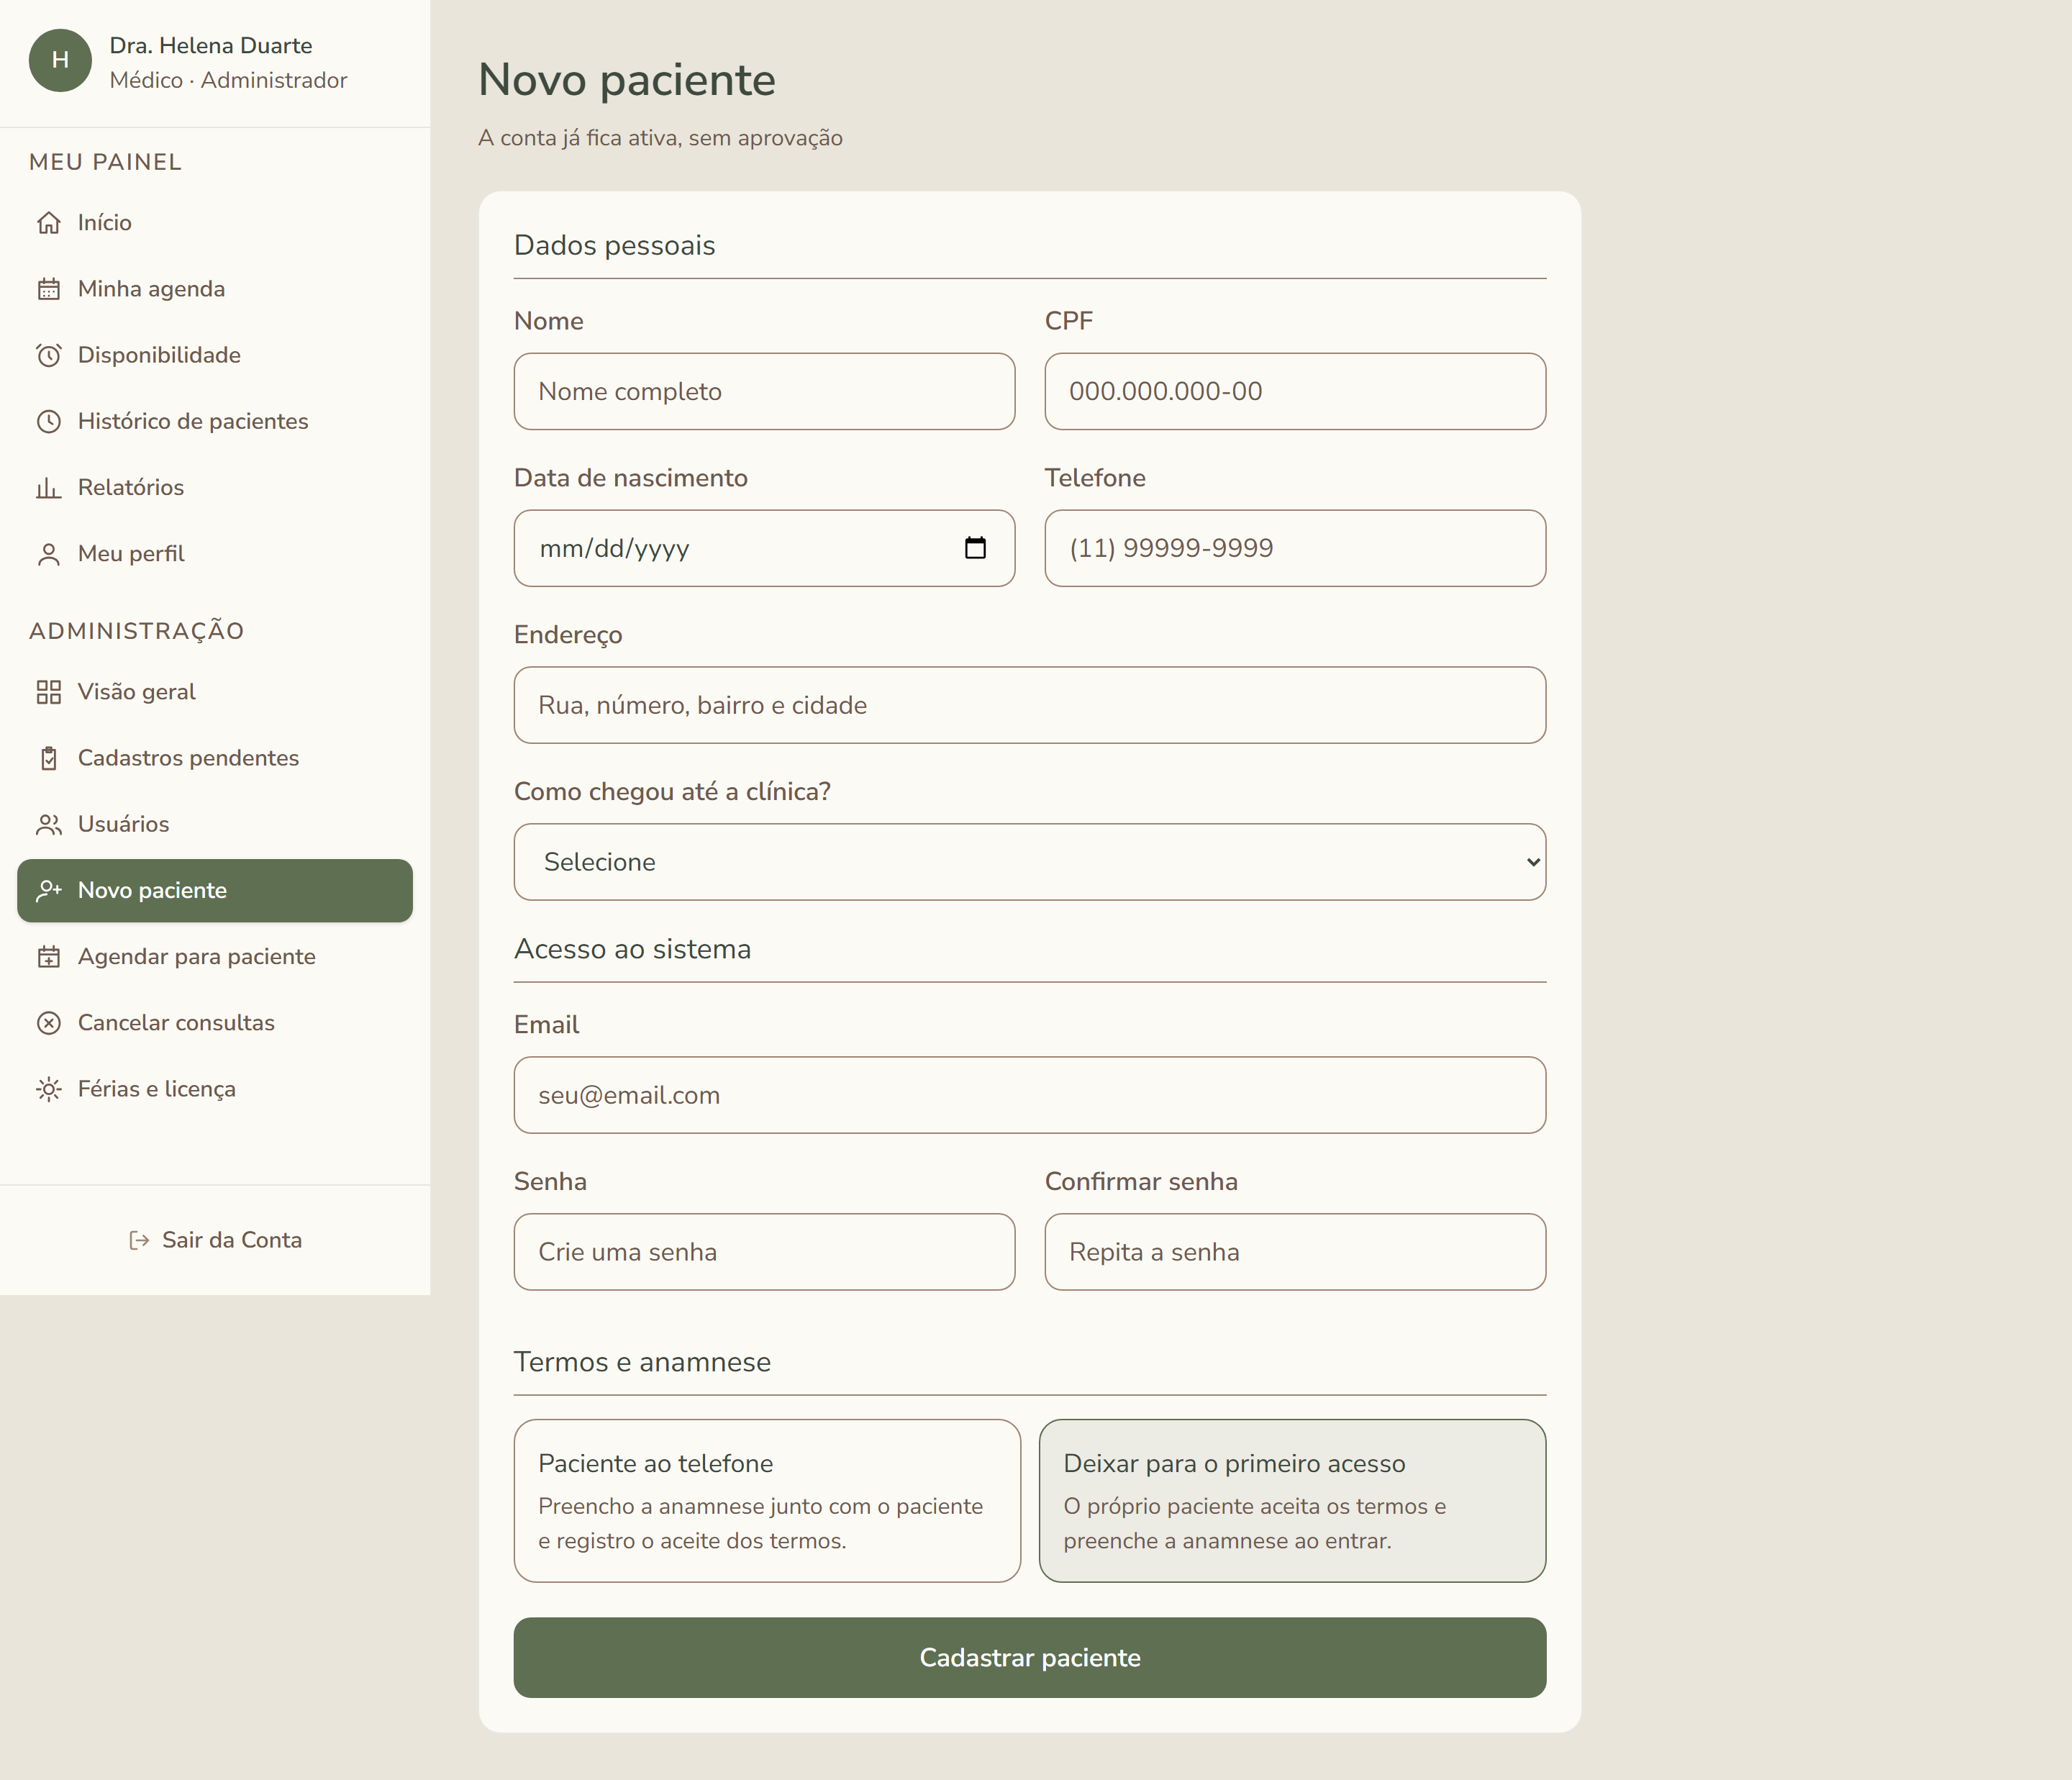 H
Dra. Helena Duarte
Médico · Administrador
MEU PAINEL
Início
Minha agenda
Disponibilidade
Histórico de pacientes
Relatórios
Meu perfil
ADMINISTRAÇÃO
Visão geral
Cadastros pendentes
Usuários
Novo paciente
Agendar para paciente
Cancelar consultas
Férias e licença
Sair da Conta
Novo paciente
A conta já fica ativa, sem aprovação
Dados pessoais
Nome
Nome completo
CPF
000.000.000-00
Data de nascimento
mm/dd/yyyy
Telefone
(11) 99999-9999
Endereço
Rua, número, bairro e cidade
Como chegou até a clínica?
Selecione
Acesso ao sistema
Email
seu@email.com
Senha
Crie uma senha
Confirmar senha
Repita a senha
Termos e anamnese
Paciente ao telefone
Preencho a anamnese junto com o paciente
e registro o aceite dos termos.
Deixar para o primeiro acesso
O próprio paciente aceita os termos e
preenche a anamnese ao entrar.
Cadastrar paciente